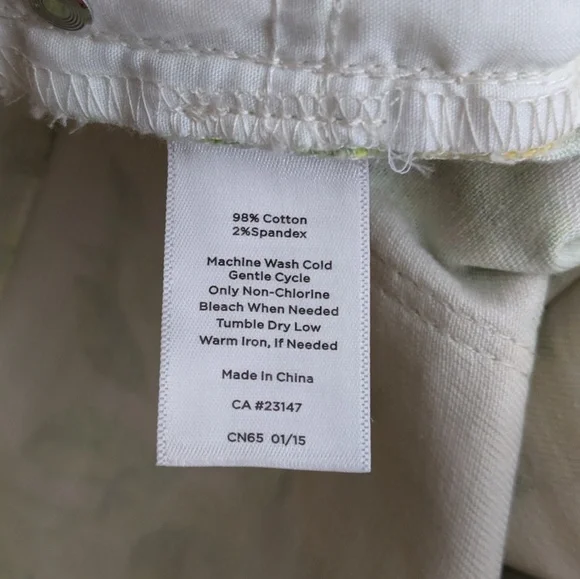 98% Cotton
2%Spandex
Machine Wash Cold
Gentle Cycle
Only Non-Chlorine
Bleach When Needed
Tumble Dry Low
Warm Iron, If Needed
Made in China
CA #23147
CN65 01/15